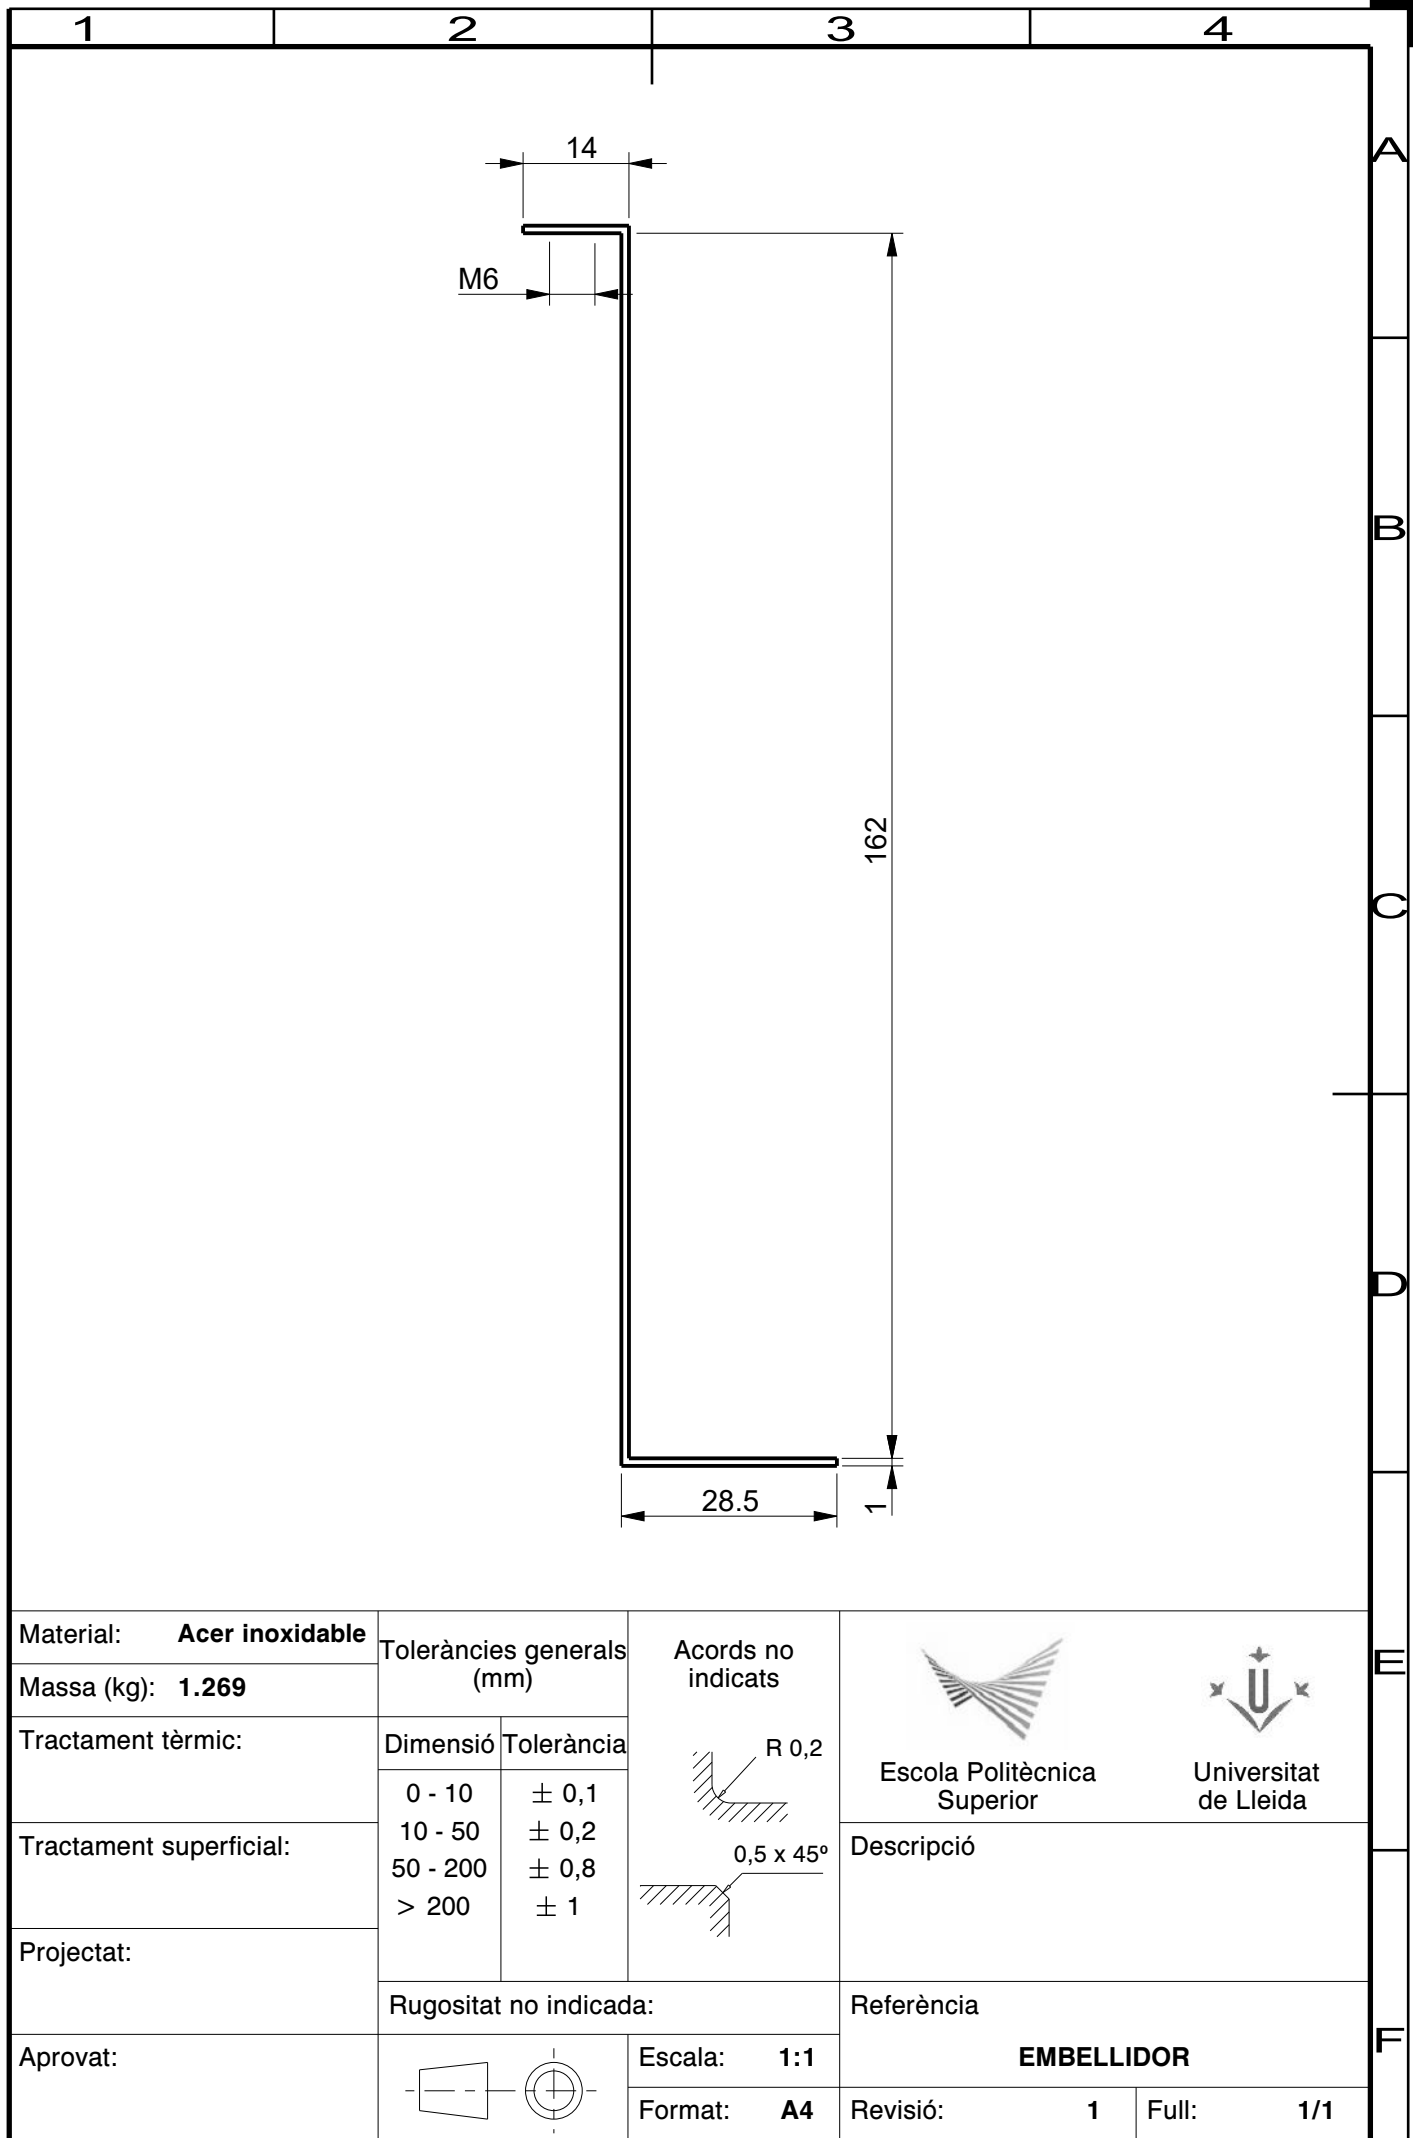 1 2 3 4
A
B
C
D
E
F
14
M6
162
28.5
1
Material: Acer inoxidable
Massa (kg): 1.269
Tractament tèrmic:
Tractament superficial:
Projectat:
Aprovat:
Toleràncies generals
(mm)
Dimensió Tolerància
0 - 10 ± 0,1
10 - 50 ± 0,2
50 - 200 ± 0,8
> 200 ± 1
Acords no
indicats
R 0,2
0,5 x 45º
Rugositat no indicada:
Escala: 1:1
Format: A4
U
Escola Politècnica
Superior
Universitat
de Lleida
Descripció
Referència
EMBELLIDOR
Revisió: 1
Full: 1/1